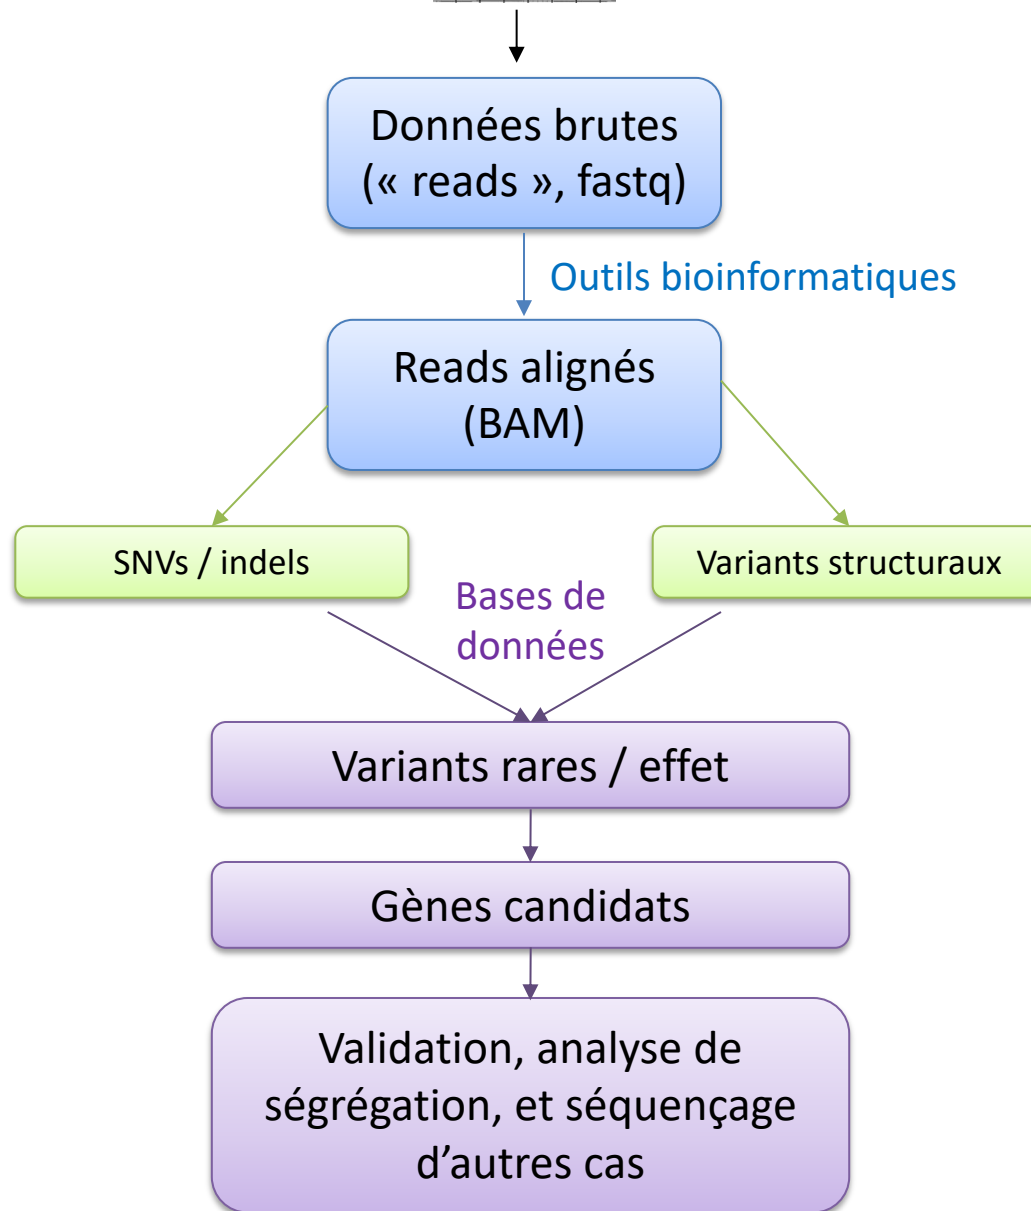 Données brutes
(« reads », fastq)
Outils bioinformatiques
Reads alignés
(BAM)
SNVs / indels
Variants structuraux
Bases de
données
Variants rares / effet
Gènes candidats
Validation, analyse de
ségrégation, et séquençage
d’autres cas